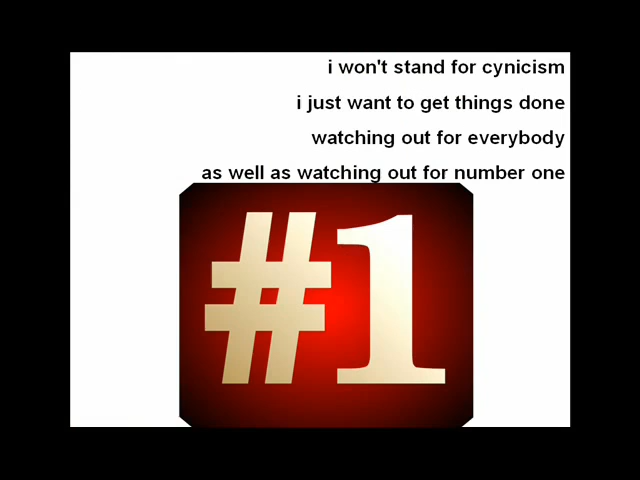 i won't stand for cynicism
i just want to get things done
watching out for everybody
as well as watching out for number one
#1